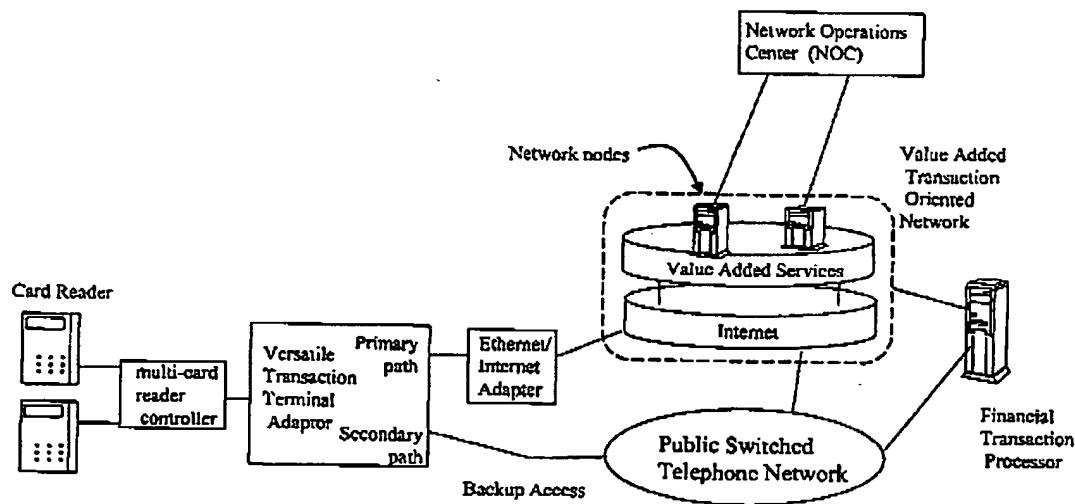 Network Operations
Center (NOC)
Network nodes
Value Added
Transaction
Oriented
Network
Value Added Services
Internet
Card Reader
multi-card
reader
controller
Versatile
Transaction
Terminal
Adaptor
Primary
path
Secondary
path
Ethernet/
Internet
Adapter
Public Switched
Telephone Network
Backup Access
Financial
Transaction
Processor